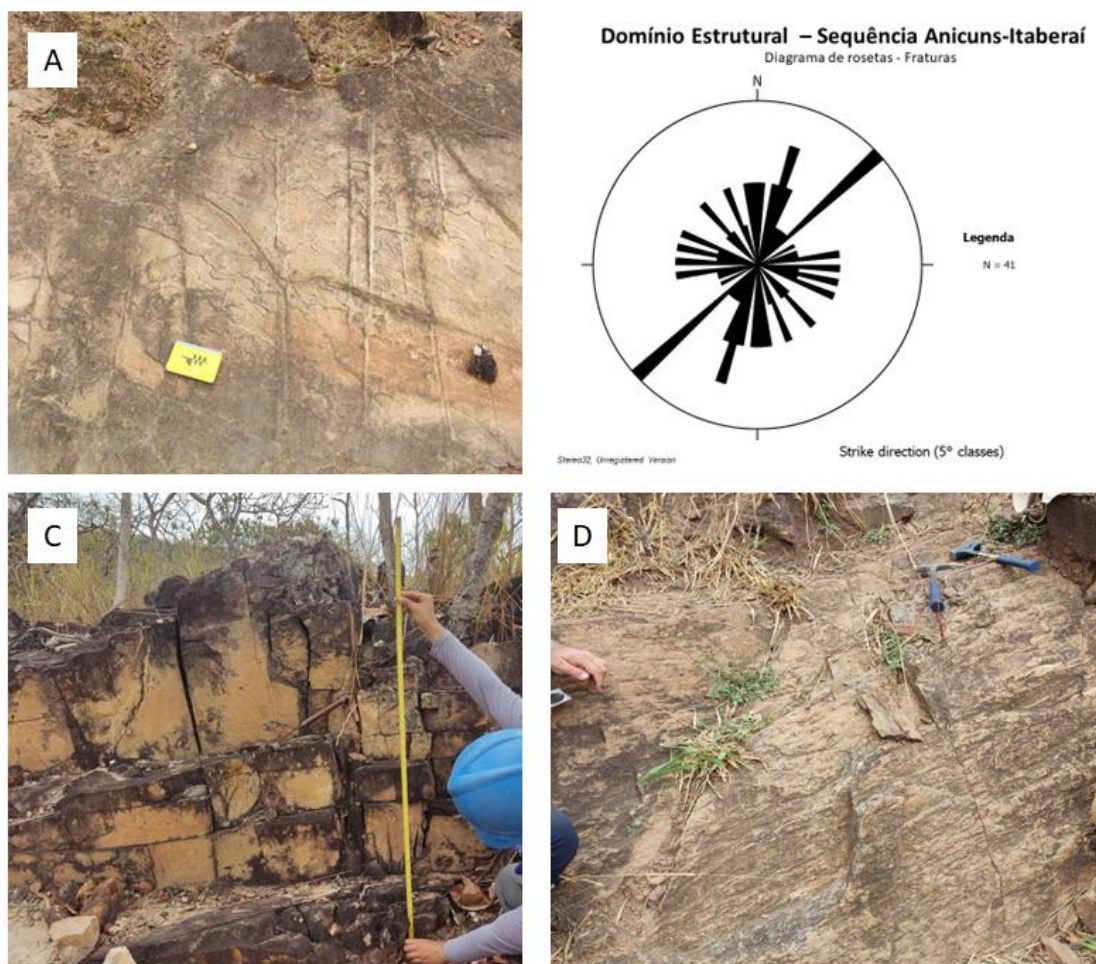 A
Domínio Estrutural – Sequência Anicuns-Itaberaí
Diagrama de rosetas - Fraturas
N
Legenda
N = 41
Strike direction (5° classes)
Stereo32, Unregistered Version
C
D